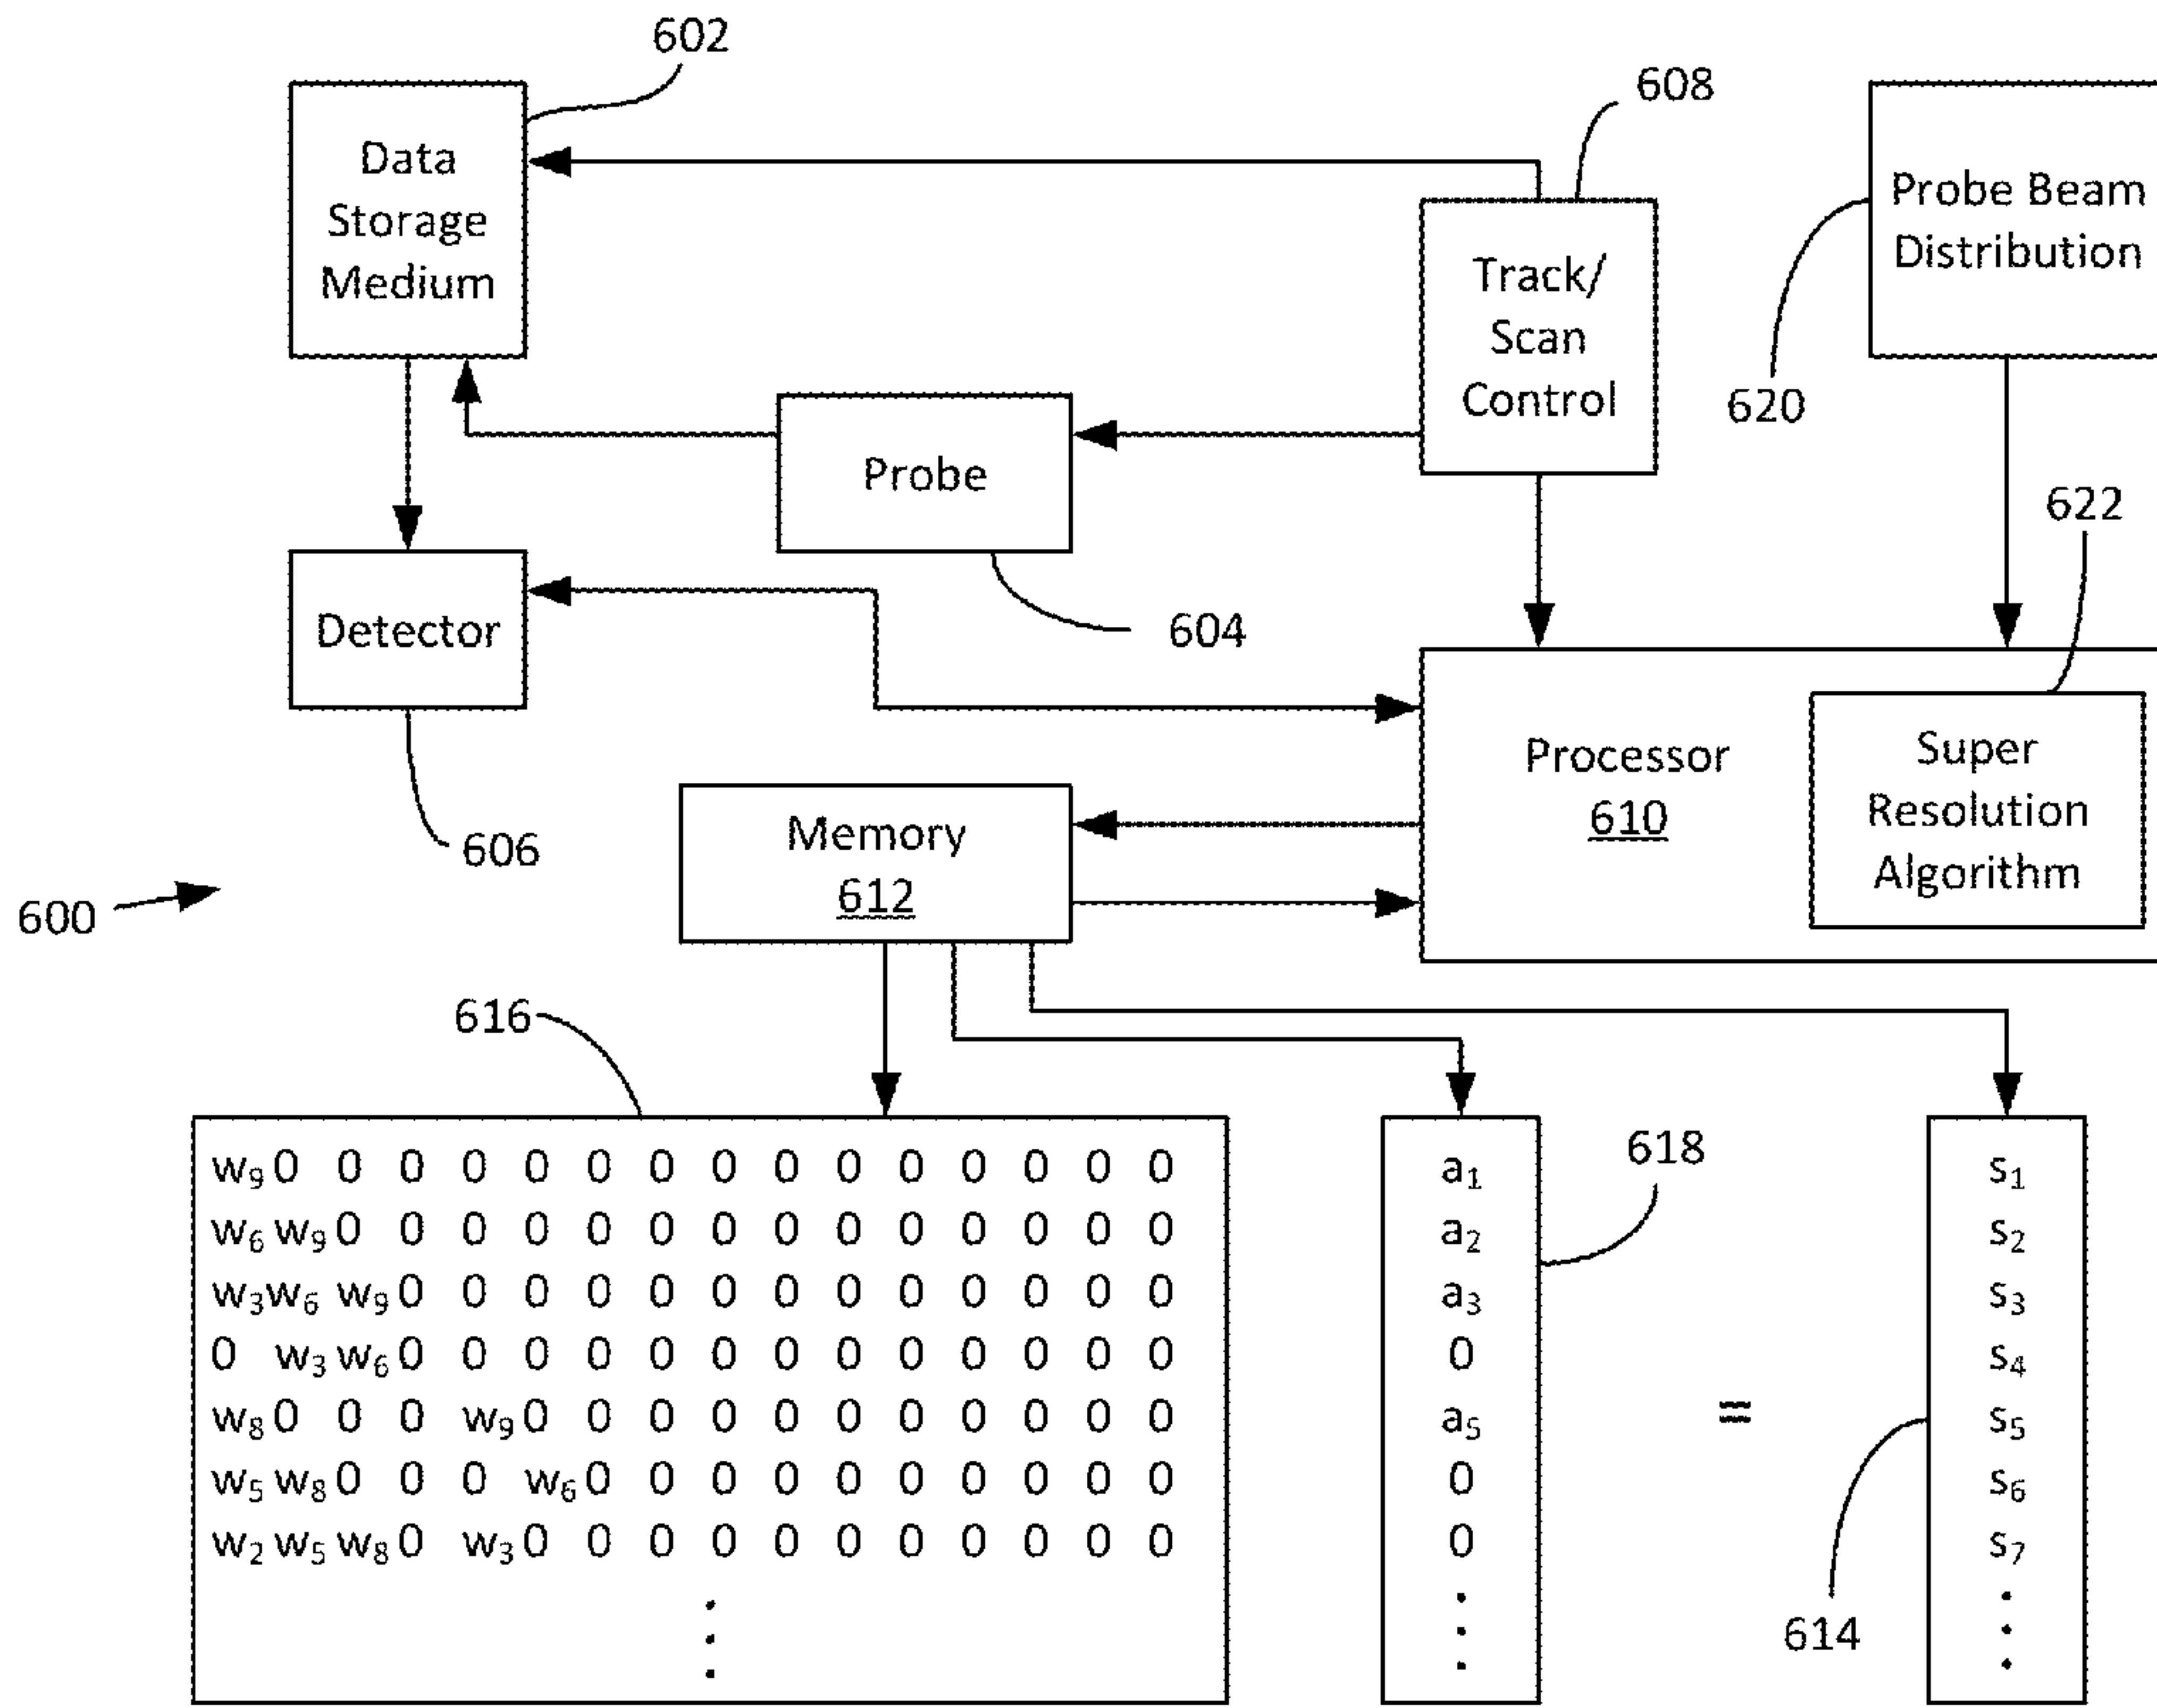 602
608
Data
Storage
Medium
Probe Beam
Distribution
Track/
Scan
Control
620
Probe
622
Detector
604
Processor
610
Super
Resolution
Algorithm
Memory
612
606
600
616
618
w₉ 0 0 0 0 0 0 0 0 0 0 0 0 0 0 0
w₆ w₉ 0 0 0 0 0 0 0 0 0 0 0 0 0 0
w₃ w₆ w₉ 0 0 0 0 0 0 0 0 0 0 0 0 0
0 w₃ w₆ 0 0 0 0 0 0 0 0 0 0 0 0 0
w₈ 0 0 0 w₉ 0 0 0 0 0 0 0 0 0 0 0
w₅ w₈ 0 0 0 w₆ 0 0 0 0 0 0 0 0 0 0
w₂ w₅ w₈ 0 w₃ 0 0 0 0 0 0 0 0 0 0 0
a₁
a₂
a₃
0
a₅
0
0
=
s₁
s₂
s₃
s₄
s₅
s₆
s₇
614